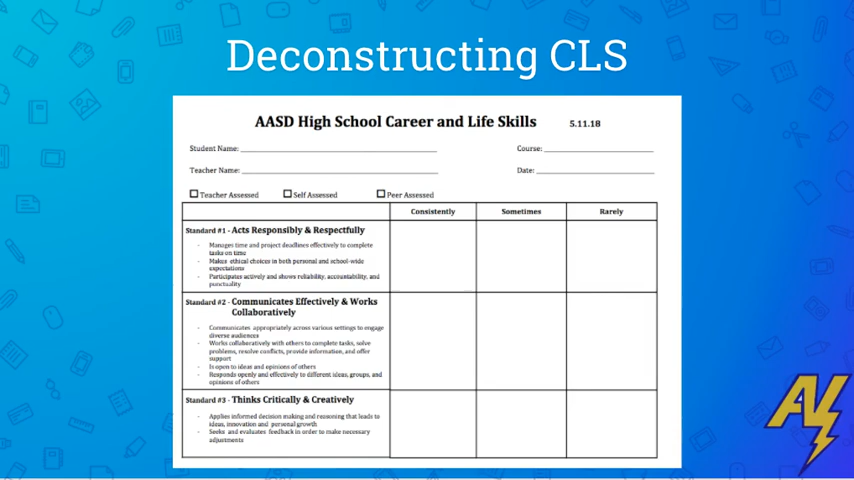 Deconstructing CLS
AASD High School Career and Life Skills 5.11.18
Student Name: Course:
Teacher Name: Date:
Teacher Assessed Self Assessed Peer Assessed
Consistently Sometimes Rarely
Standard #1 - Acts Responsibly & Respectfully
- Manages time and project deadlines effectively to complete
tasks on time
- Makes ethical choices in both personal and school-wide
expectations
- Participates actively and shows reliability, accountability, and
punctuality
Standard #2 - Communicates Effectively & Works
Collaboratively
- Communicates appropriately across various settings to engage
diverse audiences
- Works collaboratively with others to complete tasks, solve
problems, resolve conflicts, provide information, and offer
support
- Is open to ideas and opinions of others
- Responds openly and effectively to different ideas, groups, and
opinions of others
Standard #3 - Thinks Critically & Creatively
- Applies informed decision making and reasoning that leads to
ideas, innovation and personal growth
- Seeks and evaluates feedback in order to make necessary
adjustments
A